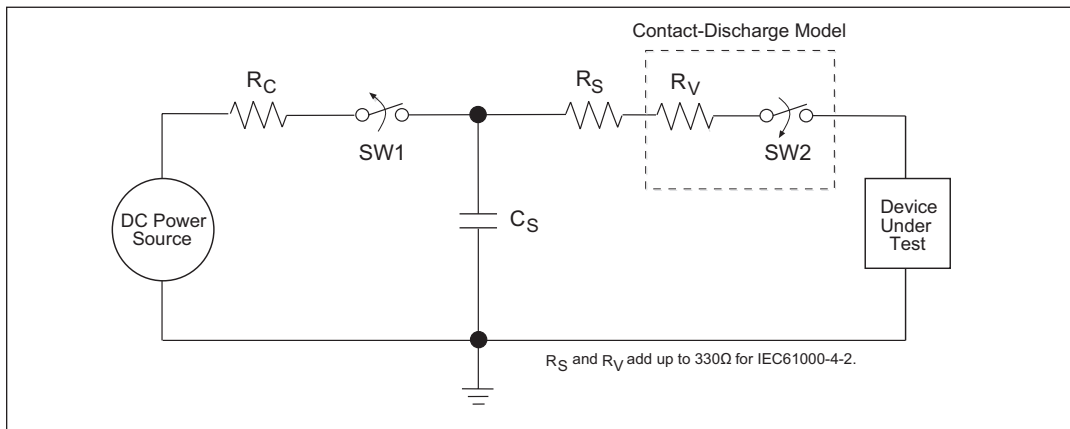 Contact-Discharge Model
RC
RS
RV
SW1
SW2
DC Power
Source
CS
Device
Under
Test
RS and RV add up to 330Ω for IEC61000-4-2.